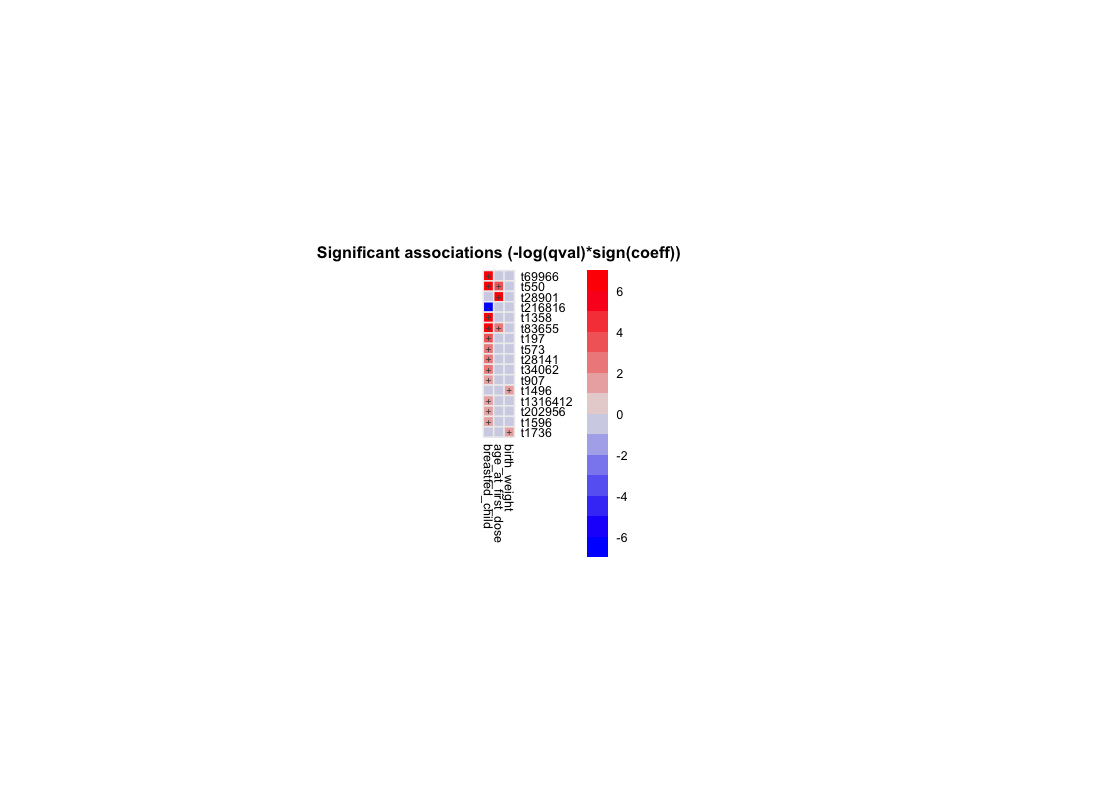 Significant associations (-log(qval)*sign(coeff))
t69966
t550
t28901
t216816
t1358
t83655
t197
t573
t28141
t34062
t907
t1496
t1316412
t202956
t1596
t1736
breastfed_child
age_at_first_dose
birth_weight
6
4
2
0
-2
-4
-6